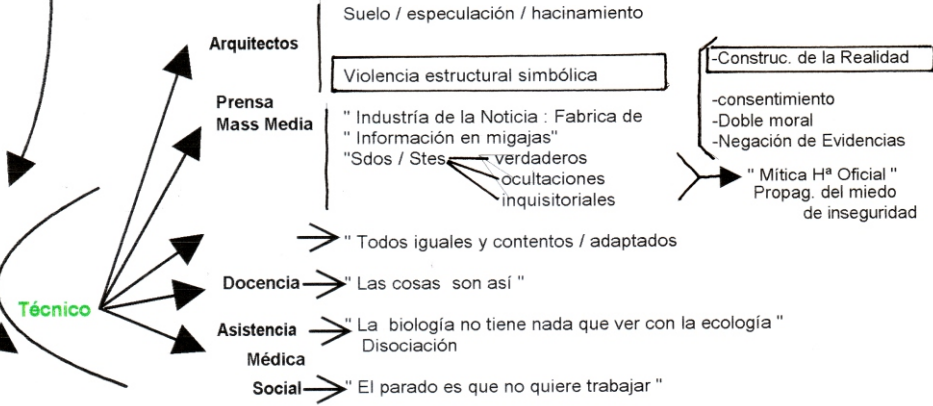 Suelo / especulación / hacinamiento
Arquitectos
Violencia estructural simbólica
-Construc. de la Realidad
Prensa
Mass Media
" Industría de la Noticia : Fabrica de
" Información en migajas"
"Sdos / Stes
verdaderos
ocultaciones
inquisitoriales
-consentimiento
-Doble moral
-Negación de Evidencias
" Mítica Hª Oficial "
Propag. del miedo
de inseguridad
" Todos iguales y contentos / adaptados
Técnico
Docencia
" Las cosas son así "
Asistencia
Médica
" La biología no tiene nada que ver con la ecología "
Disociación
Social
" El parado es que no quiere trabajar "